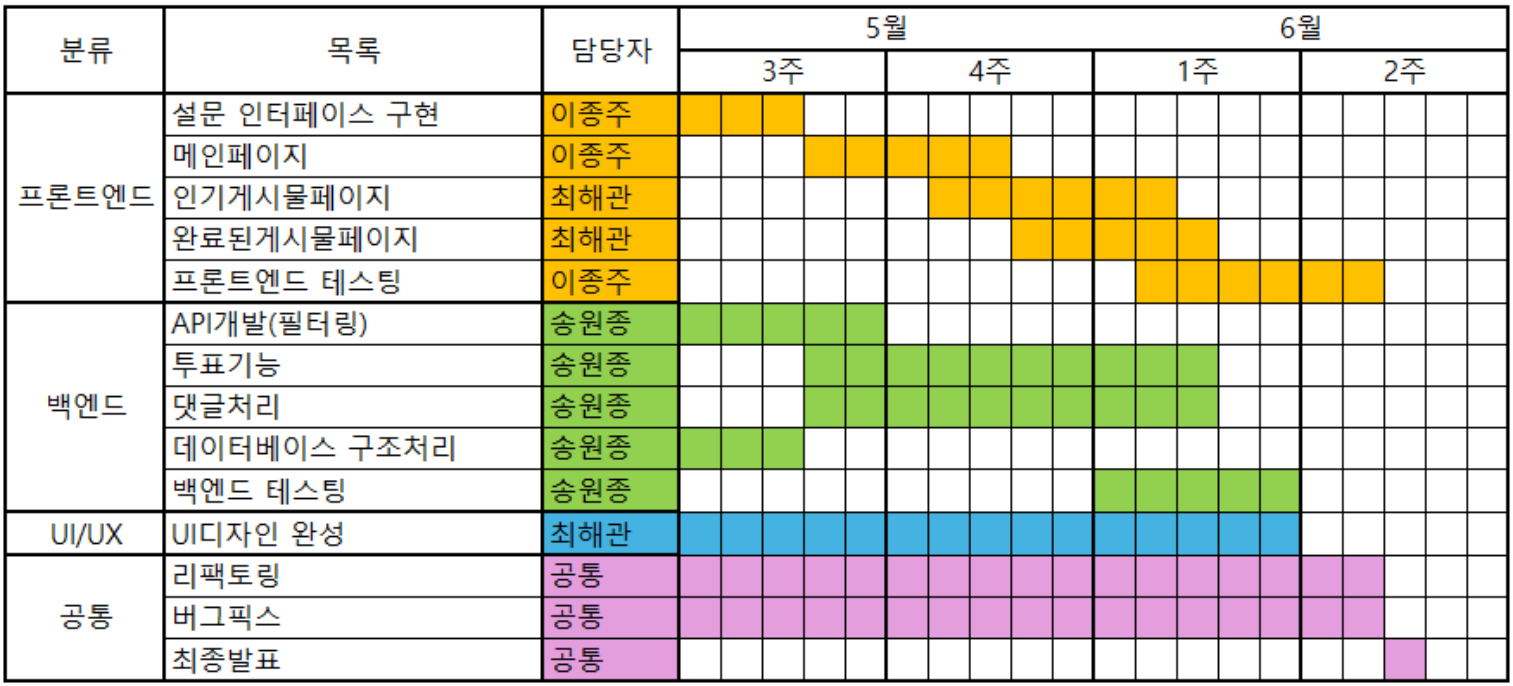 분류 목록 담당자 5월 6월
3주 4주 1주 2주
프론트엔드
설문 인터페이스 구현 이종주
메인페이지 이종주
인기게시물페이지 최해관
완료된게시물페이지 최해관
프론트엔드 테스팅 이종주
백엔드
API개발(필터링) 송원종
투표기능 송원종
댓글처리 송원종
데이터베이스 구조처리 송원종
백엔드 테스팅 송원종
UI/UX UI디자인 완성 최해관
공통
리팩토링 공통
버그픽스 공통
최종발표 공통